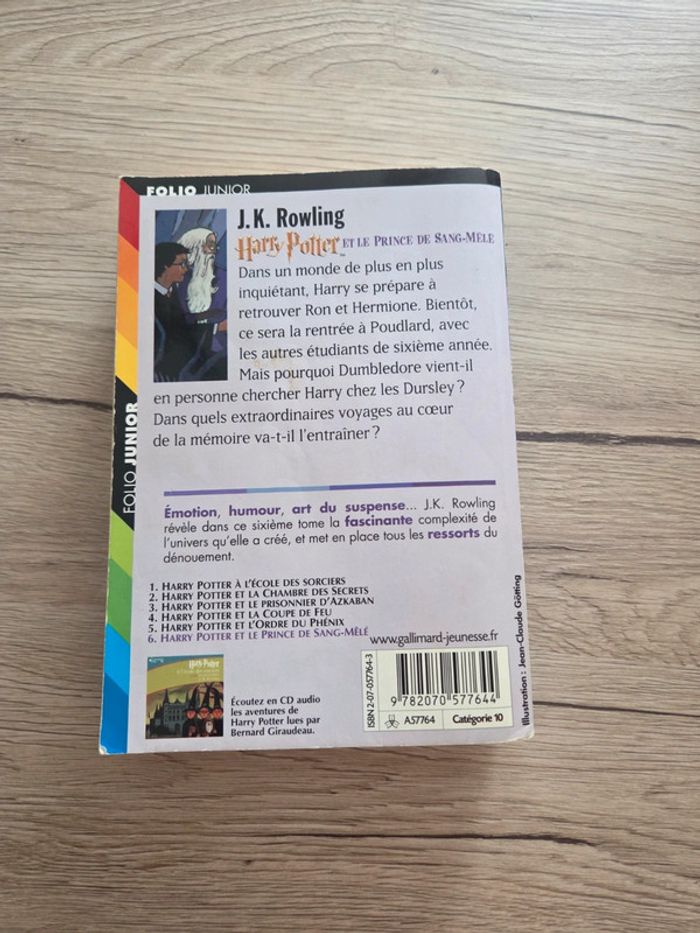 FOLIO JUNIOR
J.K. Rowling
Harry Potter ET LE PRINCE DE SANG-MÊLÉ
Dans un monde de plus en plus
inquiétant, Harry se prépare à
retrouver Ron et Hermione. Bientôt,
ce sera la rentrée à Poudlard, avec
les autres étudiants de sixième année.
Mais pourquoi Dumbledore vient-il
en personne chercher Harry chez les Dursley ?
Dans quels extraordinaires voyages au cœur
de la mémoire va-t-il l'entraîner ?
Émotion, humour, art du suspense... J.K. Rowling
révèle dans ce sixième tome la fascinante complexité de
l'univers qu'elle a créé, et met en place tous les ressorts du
dénouement.
1. HARRY POTTER À L'ÉCOLE DES SORCIERS
2. HARRY POTTER ET LA CHAMBRE DES SECRETS
3. HARRY POTTER ET LE PRISONNIER D'AZKABAN
4. HARRY POTTER ET LA COUPE DE FEU
5. HARRY POTTER ET L'ORDRE DU PHÉNIX
6. HARRY POTTER ET LE PRINCE DE SANG-MÊLÉ
www.gallimard-jeunesse.fr
Harry Potter
Écoutez en CD audio
les aventures de
Harry Potter lues par
Bernard Giraudeau.
ISBN 2-07-057764-3
9 782070 577644
A57764 Catégorie 10
Illustration : Jean-Claude Götting
FOLIO JUNIOR